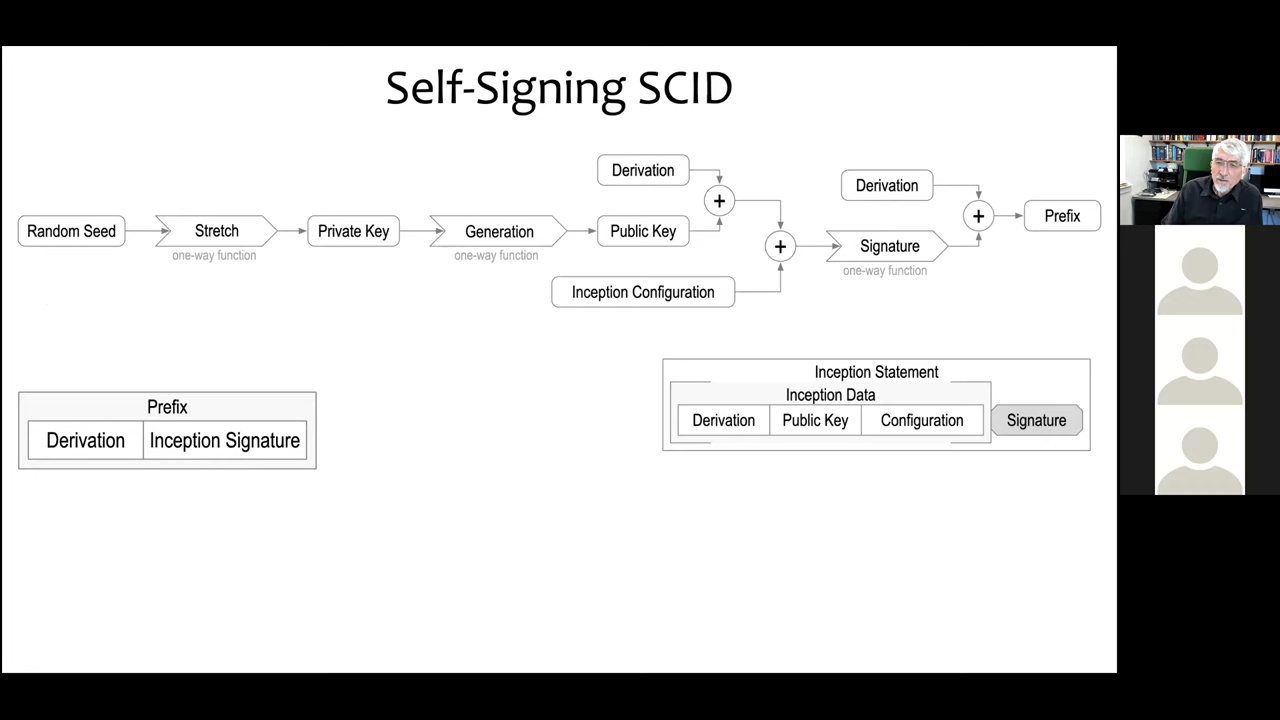 Self-Signing SCID
Derivation
Derivation
Random Seed
Stretch
Private Key
Generation
Public Key
+
+
Signature
+
Prefix
one-way function
one-way function
one-way function
Inception Configuration
Inception Statement
Inception Data
Derivation Public Key Configuration Signature
Prefix
Derivation Inception Signature